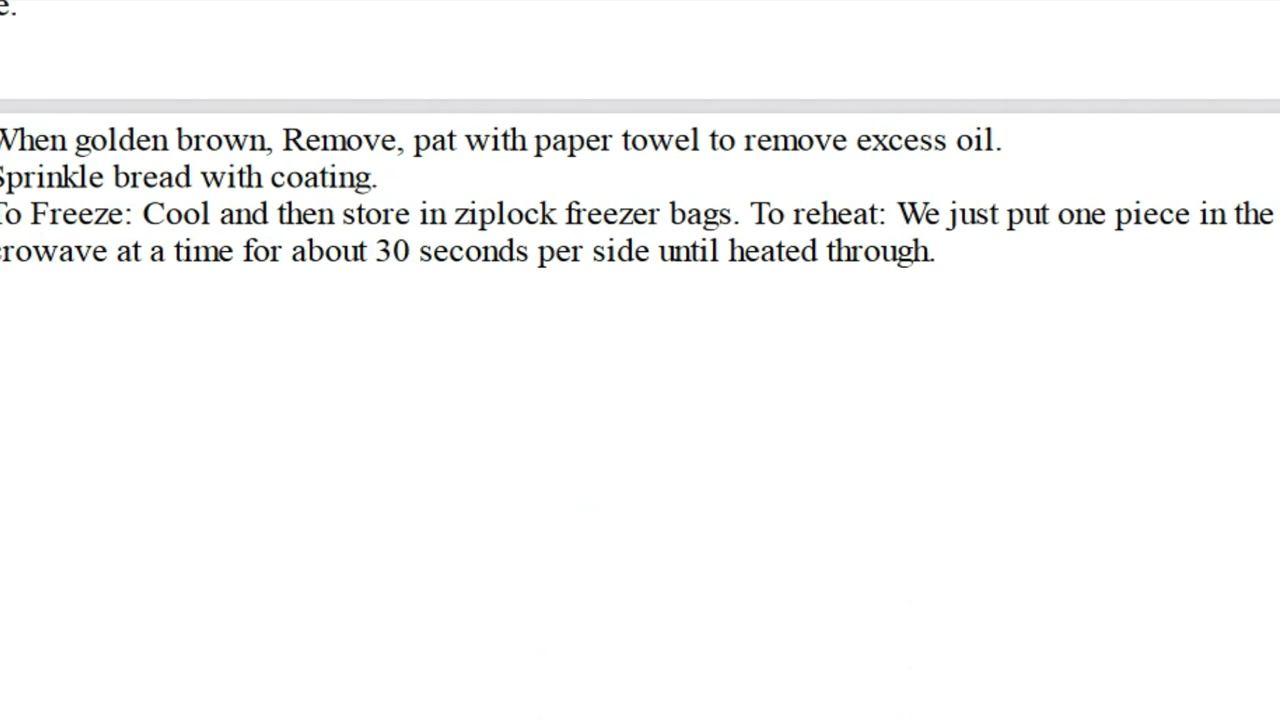 e.
When golden brown, Remove, pat with paper towel to remove excess oil.
Sprinkle bread with coating.
To Freeze: Cool and then store in ziplock freezer bags. To reheat: We just put one piece in the
crowave at a time for about 30 seconds per side until heated through.